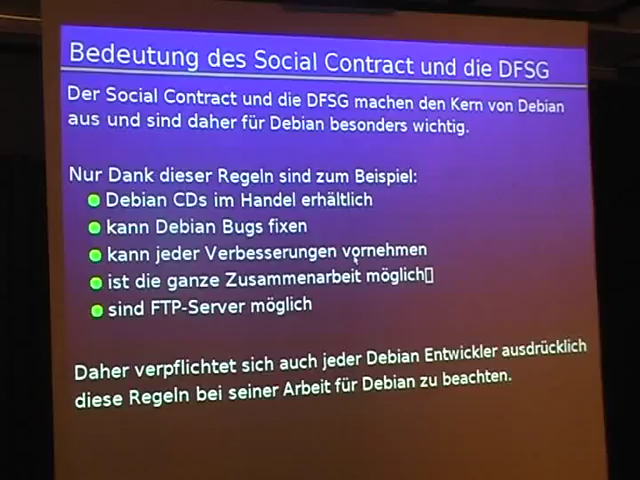 Bedeutung des Social Contract und die DFSG
Der Social Contract und die DFSG machen den Kern von Debian
aus und sind daher für Debian besonders wichtig.
Nur Dank dieser Regeln sind zum Beispiel:
Debian CDs im Handel erhältlich
kann Debian Bugs fixen
kann jeder Verbesserungen vornehmen
ist die ganze Zusammenarbeit möglich▯
sind FTP-Server möglich
Daher verpflichtet sich auch jeder Debian Entwickler ausdrücklich
diese Regeln bei seiner Arbeit für Debian zu beachten.